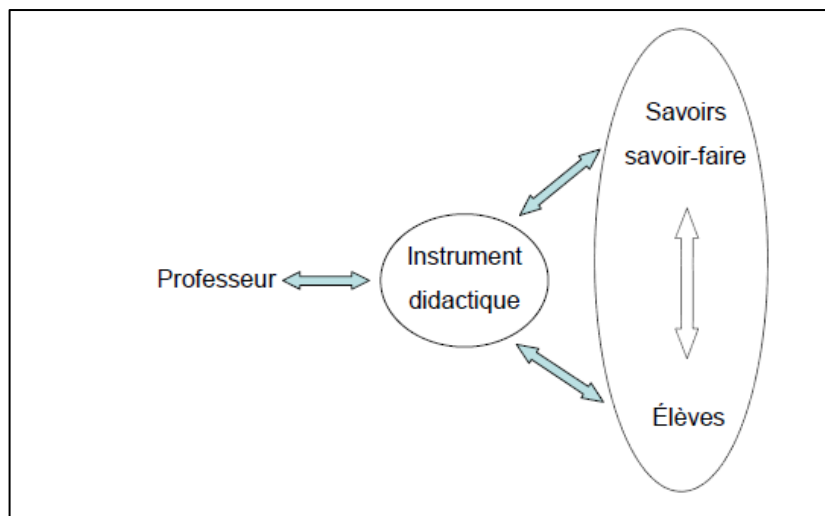 Savoirs
savoir-faire
Instrument
Professeur
didactique
Élèves